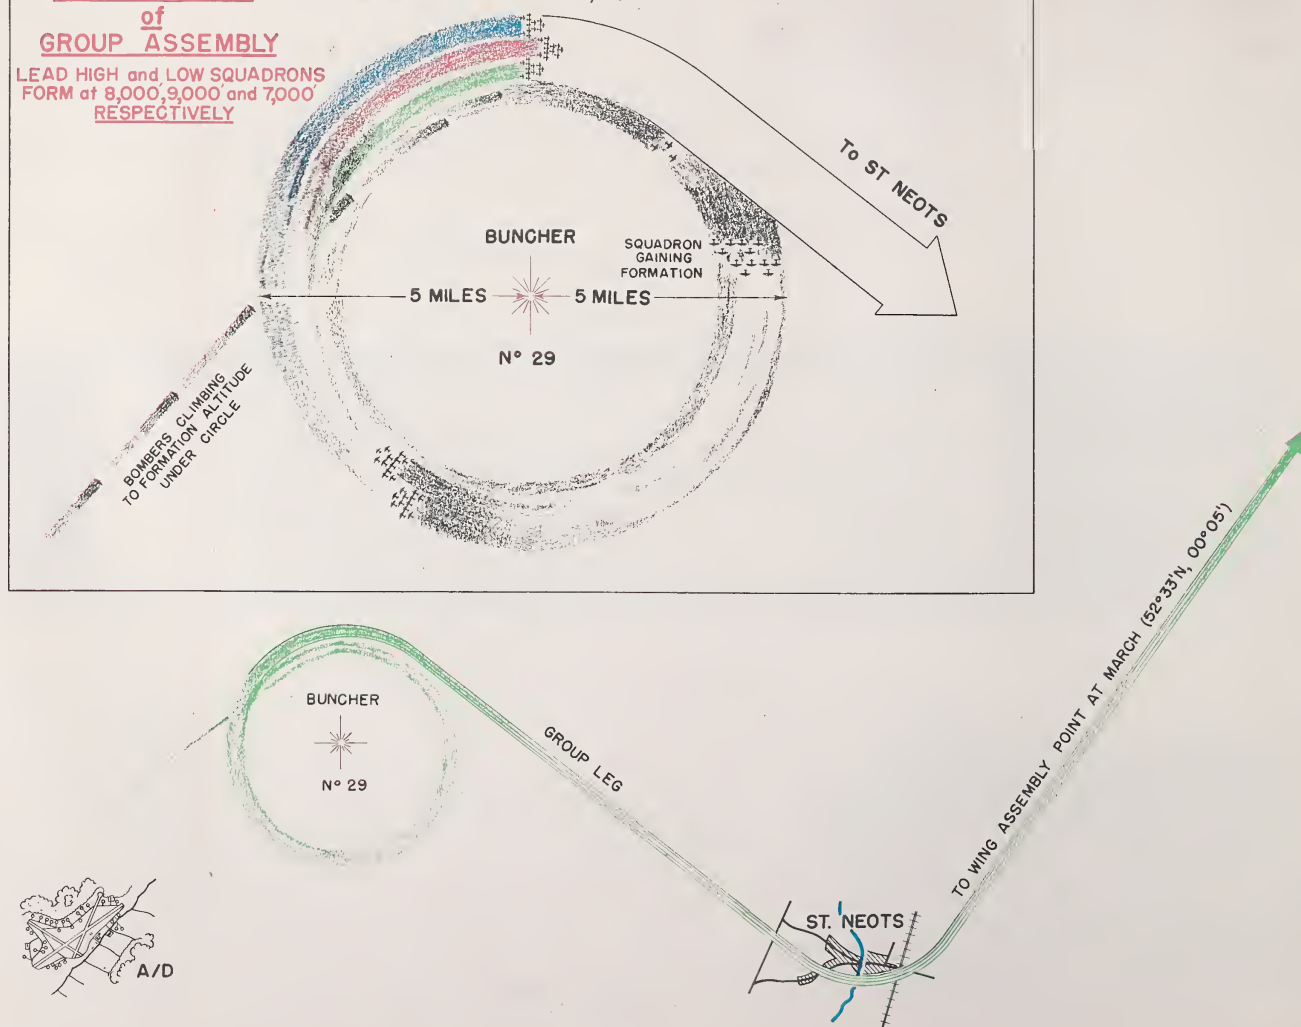 of
GROUP ASSEMBLY
LEAD HIGH and LOW SQUADRONS
FORM at 8,000', 9,000' and 7,000'
RESPECTIVELY
To ST NEOTS
BUNCHER
SQUADRON
GAINING
FORMATION
5 MILES
5 MILES
N° 29
BOMBERS CLIMBING
TO FORMATION ALTITUDE
UNDER CIRCLE
TO WING ASSEMBLY POINT AT MARCH (52°33'N, 00°05')
BUNCHER
N° 29
GROUP LEG
ST. NEOTS
A/D